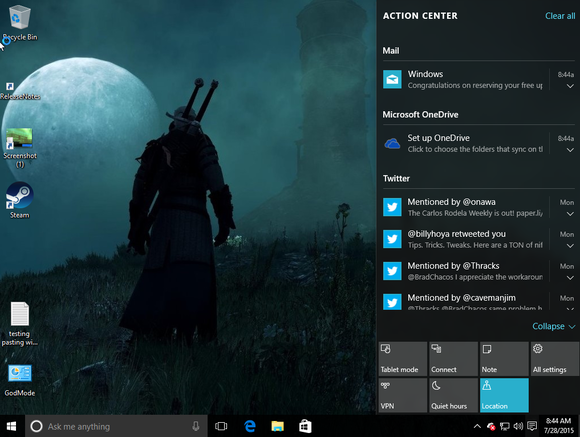 Recycle Bin
ReleaseNotes
Screenshot
(1)
Steam
testing
pasting wi...
GodMode
ACTION CENTER
Clear all
Mail
Windows
8:44a
Congratulations on reserving your free up
Microsoft OneDrive
Set up OneDrive
8:44a
Click to choose the folders that sync on th
Twitter
Mentioned by @onawa
Mon
The Carlos Rodela Weekly is out! paper.li/
@billyhoya retweeted you
Mon
Tips. Tricks. Tweaks. Here are a TON of nif
Mentioned by @Thracks
Mon
@BradChacos I appreciate the workaroun
Mentioned by @cavemanjim
Mon
@Thracks @BradChacos same problem h
Collapse
Tablet mode
Connect
Note
All settings
VPN
Quiet hours
Location
Ask me anything
8:44 AM
7/28/2015